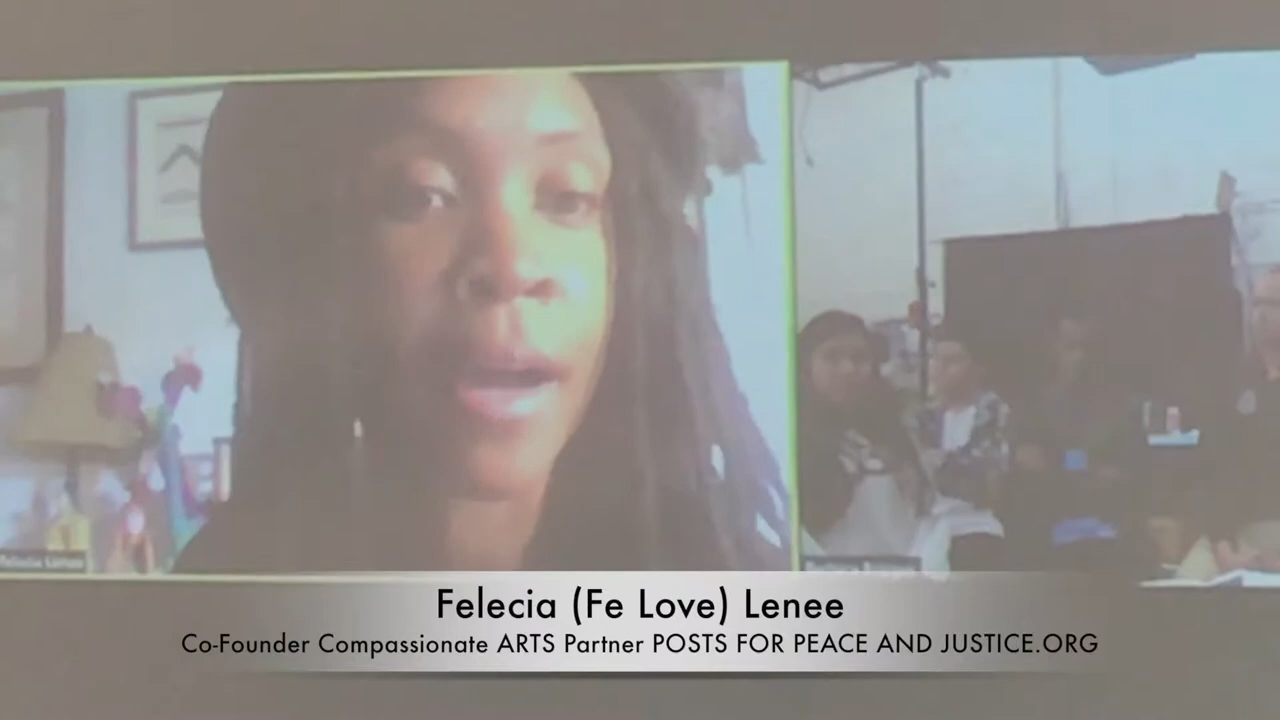 Felecia (Fe Love) Lenee
Co-Founder Compassionate ARTS Partner POSTS FOR PEACE AND JUSTICE.ORG